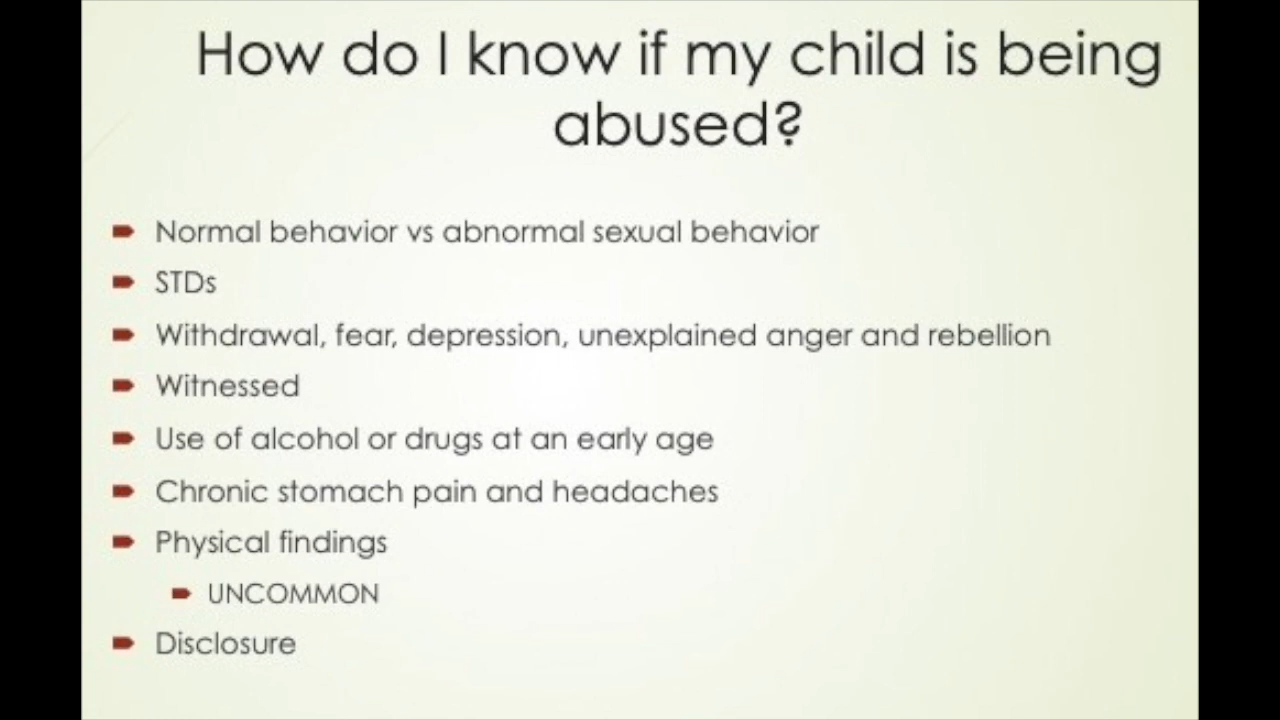 How do I know if my child is being
abused?
Normal behavior vs abnormal sexual behavior
STDs
Withdrawal, fear, depression, unexplained anger and rebellion
Witnessed
Use of alcohol or drugs at an early age
Chronic stomach pain and headaches
Physical findings
UNCOMMON
Disclosure